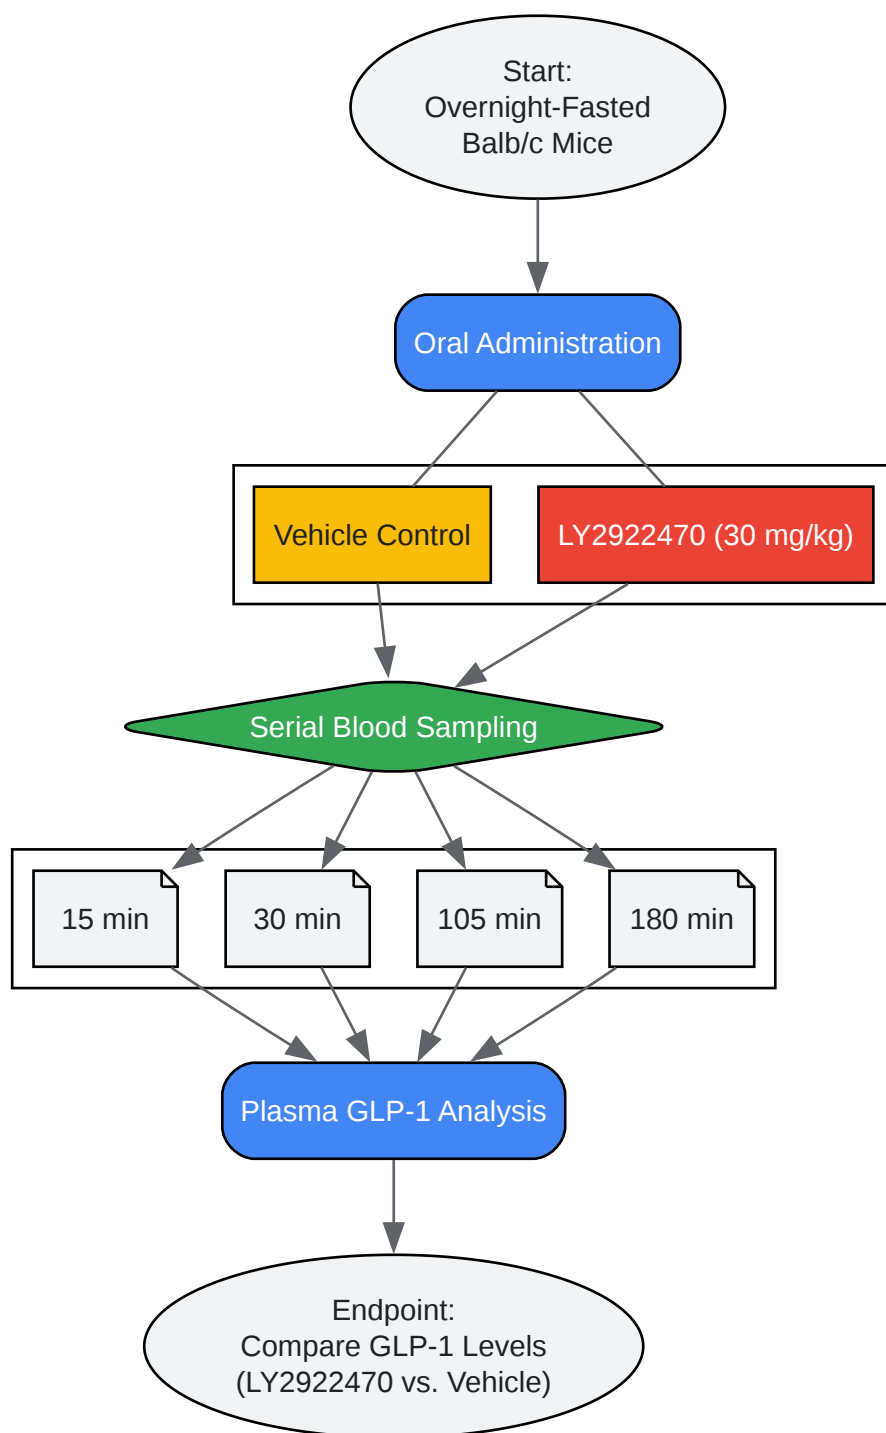 Start:
Overnight-Fasted
Balb/c Mice
Oral Administration
Vehicle Control
LY2922470 (30 mg/kg)
Serial Blood Sampling
15 min
30 min
105 min
180 min
Plasma GLP-1 Analysis
Endpoint:
Compare GLP-1 Levels
(LY2922470 vs. Vehicle)